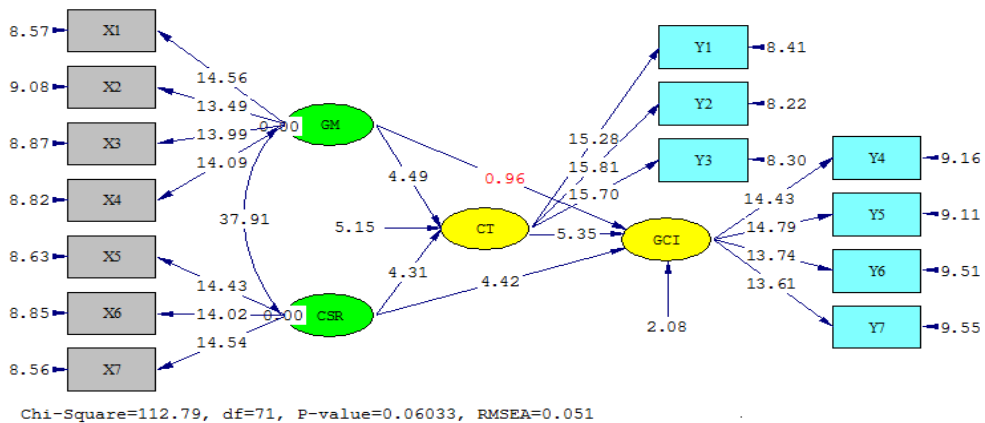 8.57
X1
9.08
X2
8.87
X3
8.82
X4
8.63
X5
8.85
X6
8.56
X7
14.56
13.49
13.99
14.09
14.43
14.02
14.54
37.91
0.00
GM
0.00
CSR
4.49
0.96
5.15
CT
4.31
5.35
4.42
GCI
2.08
15.28
15.81
15.70
Y1
8.41
Y2
8.22
Y3
8.30
14.43
14.79
13.74
13.61
Y4
9.16
Y5
9.11
Y6
9.51
Y7
9.55
Chi-Square=112.79, df=71, P-value=0.06033, RMSEA=0.051